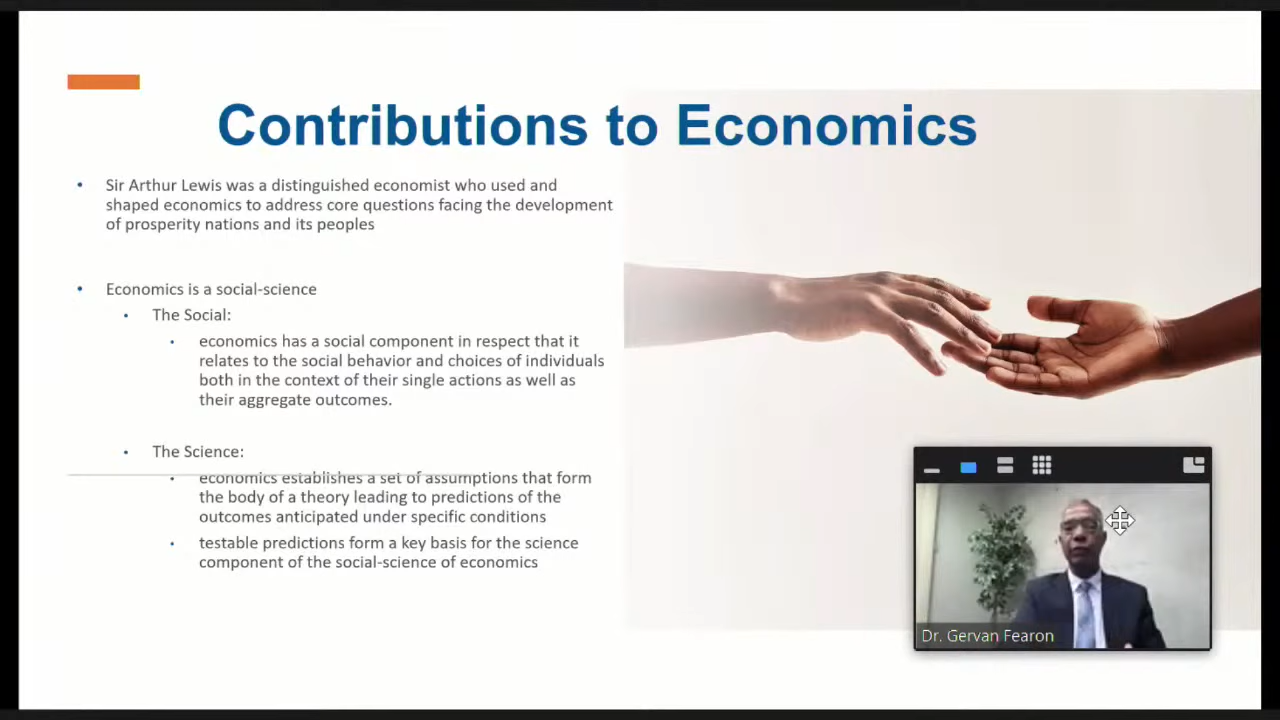 Contributions to Economics
• Sir Arthur Lewis was a distinguished economist who used and
shaped economics to address core questions facing the development
of prosperity nations and its peoples
• Economics is a social-science
• The Social:
• economics has a social component in respect that it
relates to the social behavior and choices of individuals
both in the context of their single actions as well as
their aggregate outcomes.
• The Science:
• economics establishes a set of assumptions that form
the body of a theory leading to predictions of the
outcomes anticipated under specific conditions
• testable predictions form a key basis for the science
component of the social-science of economics
Dr. Gervan Fearon